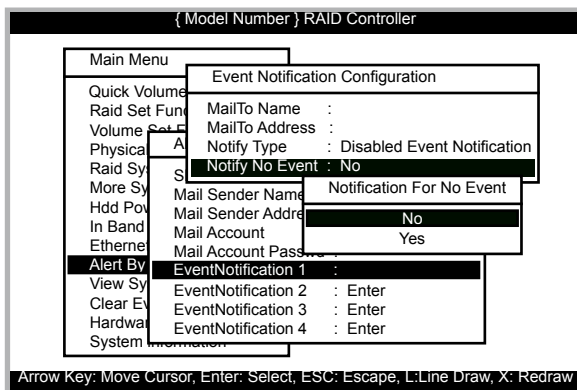 { Model Number } RAID Controller
Main Menu
Quick Volume
Raid Set Fun
Volume Set F
Physical
Raid Sy
More Sy
Hdd Pow
In Band
Etherne
Alert By
View Sy
Clear Ev
Hardwa
System Information
A
S
Mail Sender Name
Mail Sender Addre
Mail Account
Mail Account Passwd :
EventNotification 1 :
EventNotification 2 : Enter
EventNotification 3 : Enter
EventNotification 4 : Enter
Event Notification Configuration
MailTo Name :
MailTo Address :
Notify Type : Disabled Event Notification
Notify No Event : No
Notification For No Event
No
Yes
Arrow Key: Move Cursor, Enter: Select, ESC: Escape, L:Line Draw, X: Redraw